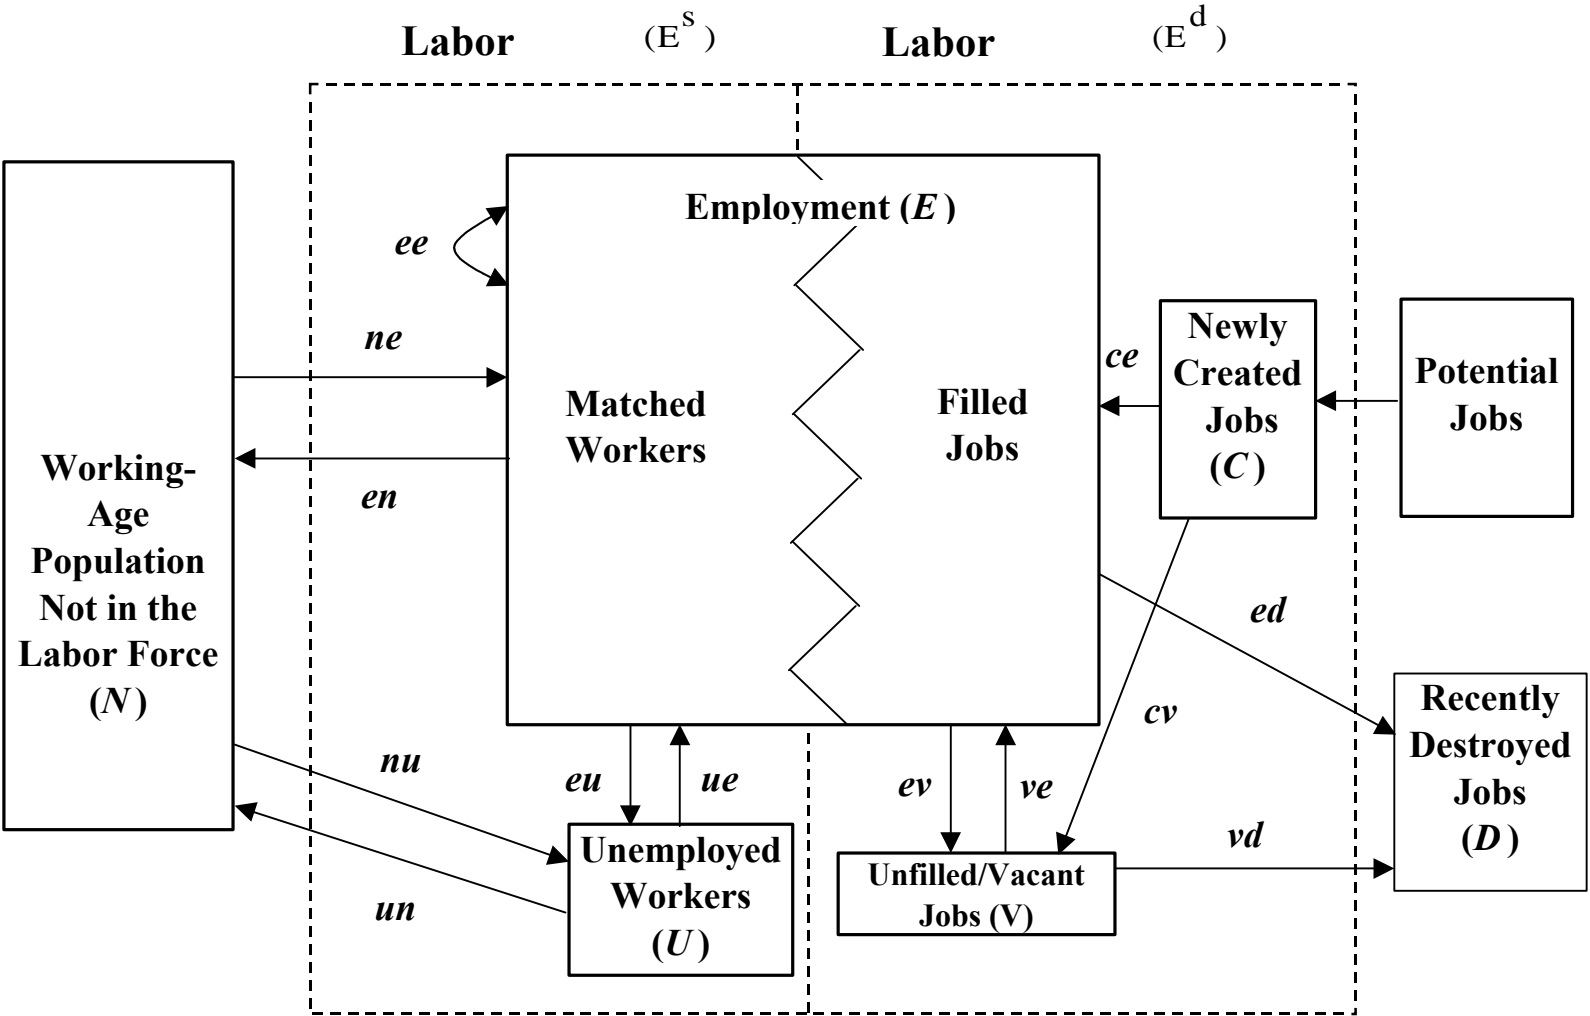 Labor (E^s) Labor (E^d)
Employment (E)
ee
ne
en
Matched
Workers
Filled
Jobs
ce
Newly
Created
Jobs
(C)
Potential
Jobs
Working-
Age
Population
Not in the
Labor Force
(N)
ed
cv
Recently
Destroyed
Jobs
(D)
nu
un
eu
ue
ev
ve
vd
Unemployed
Workers
(U)
Unfilled/Vacant
Jobs (V)